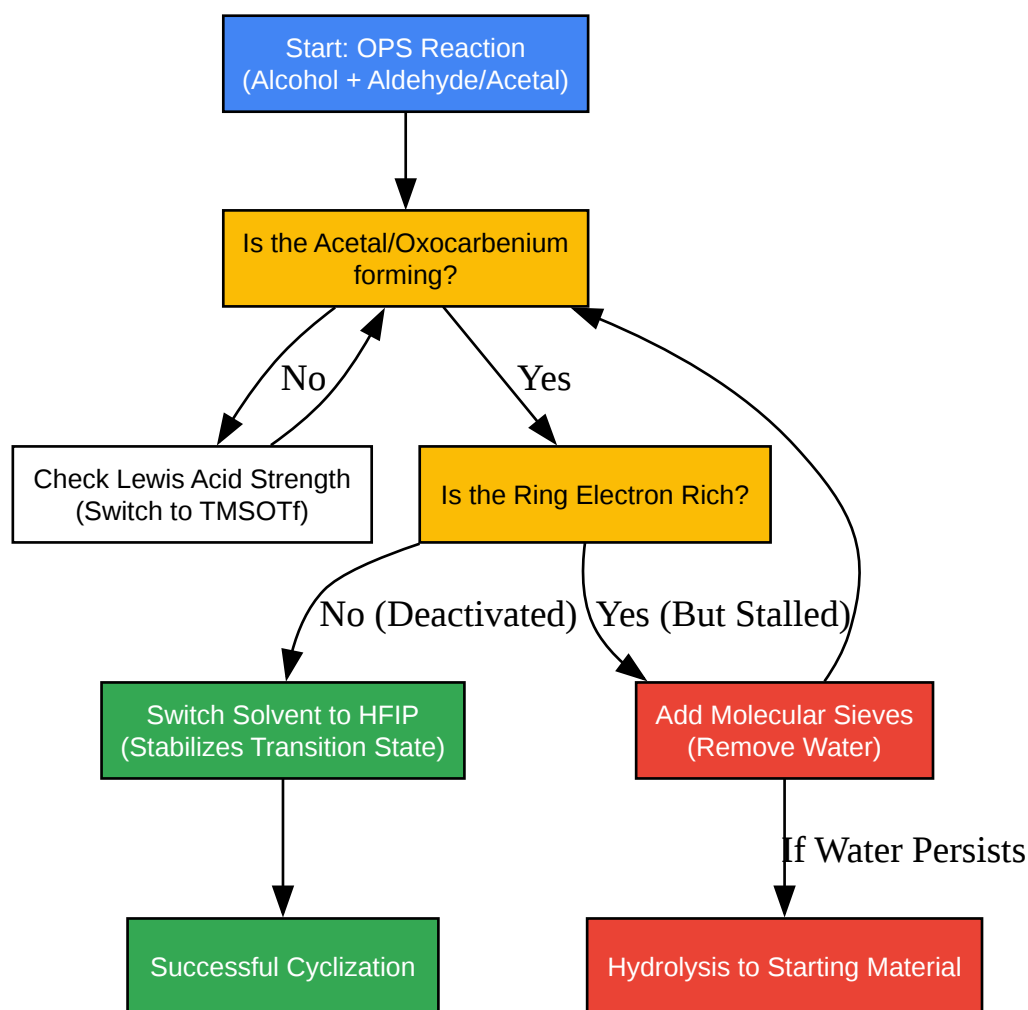 Start: OPS Reaction
(Alcohol + Aldehyde/Acetal)
Is the Acetal/Oxocarbenium
forming?
No
Yes
Check Lewis Acid Strength
(Switch to TMSOTf)
Is the Ring Electron Rich?
No (Deactivated)
Yes (But Stalled)
Switch Solvent to HFIP
(Stabilizes Transition State)
Add Molecular Sieves
(Remove Water)
If Water Persists
Successful Cyclization
Hydrolysis to Starting Material